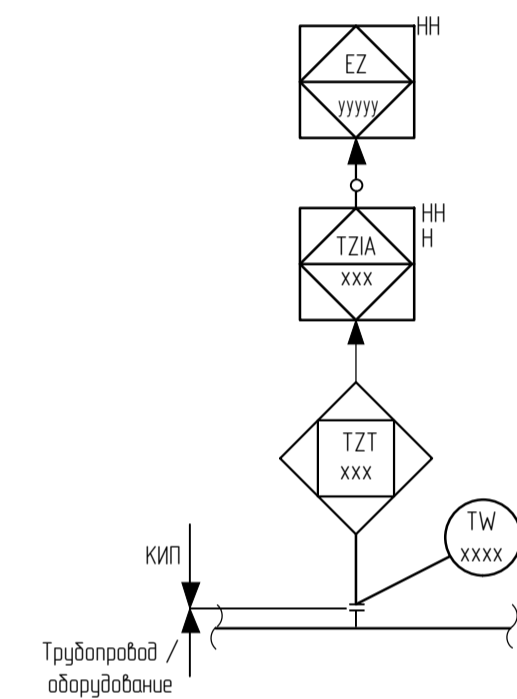 HH
EZ
yyyyy
HH
H
TZIA
xxx
TZT
xxx
TW
xxxx
КИП
Трубопровод /
оборудование